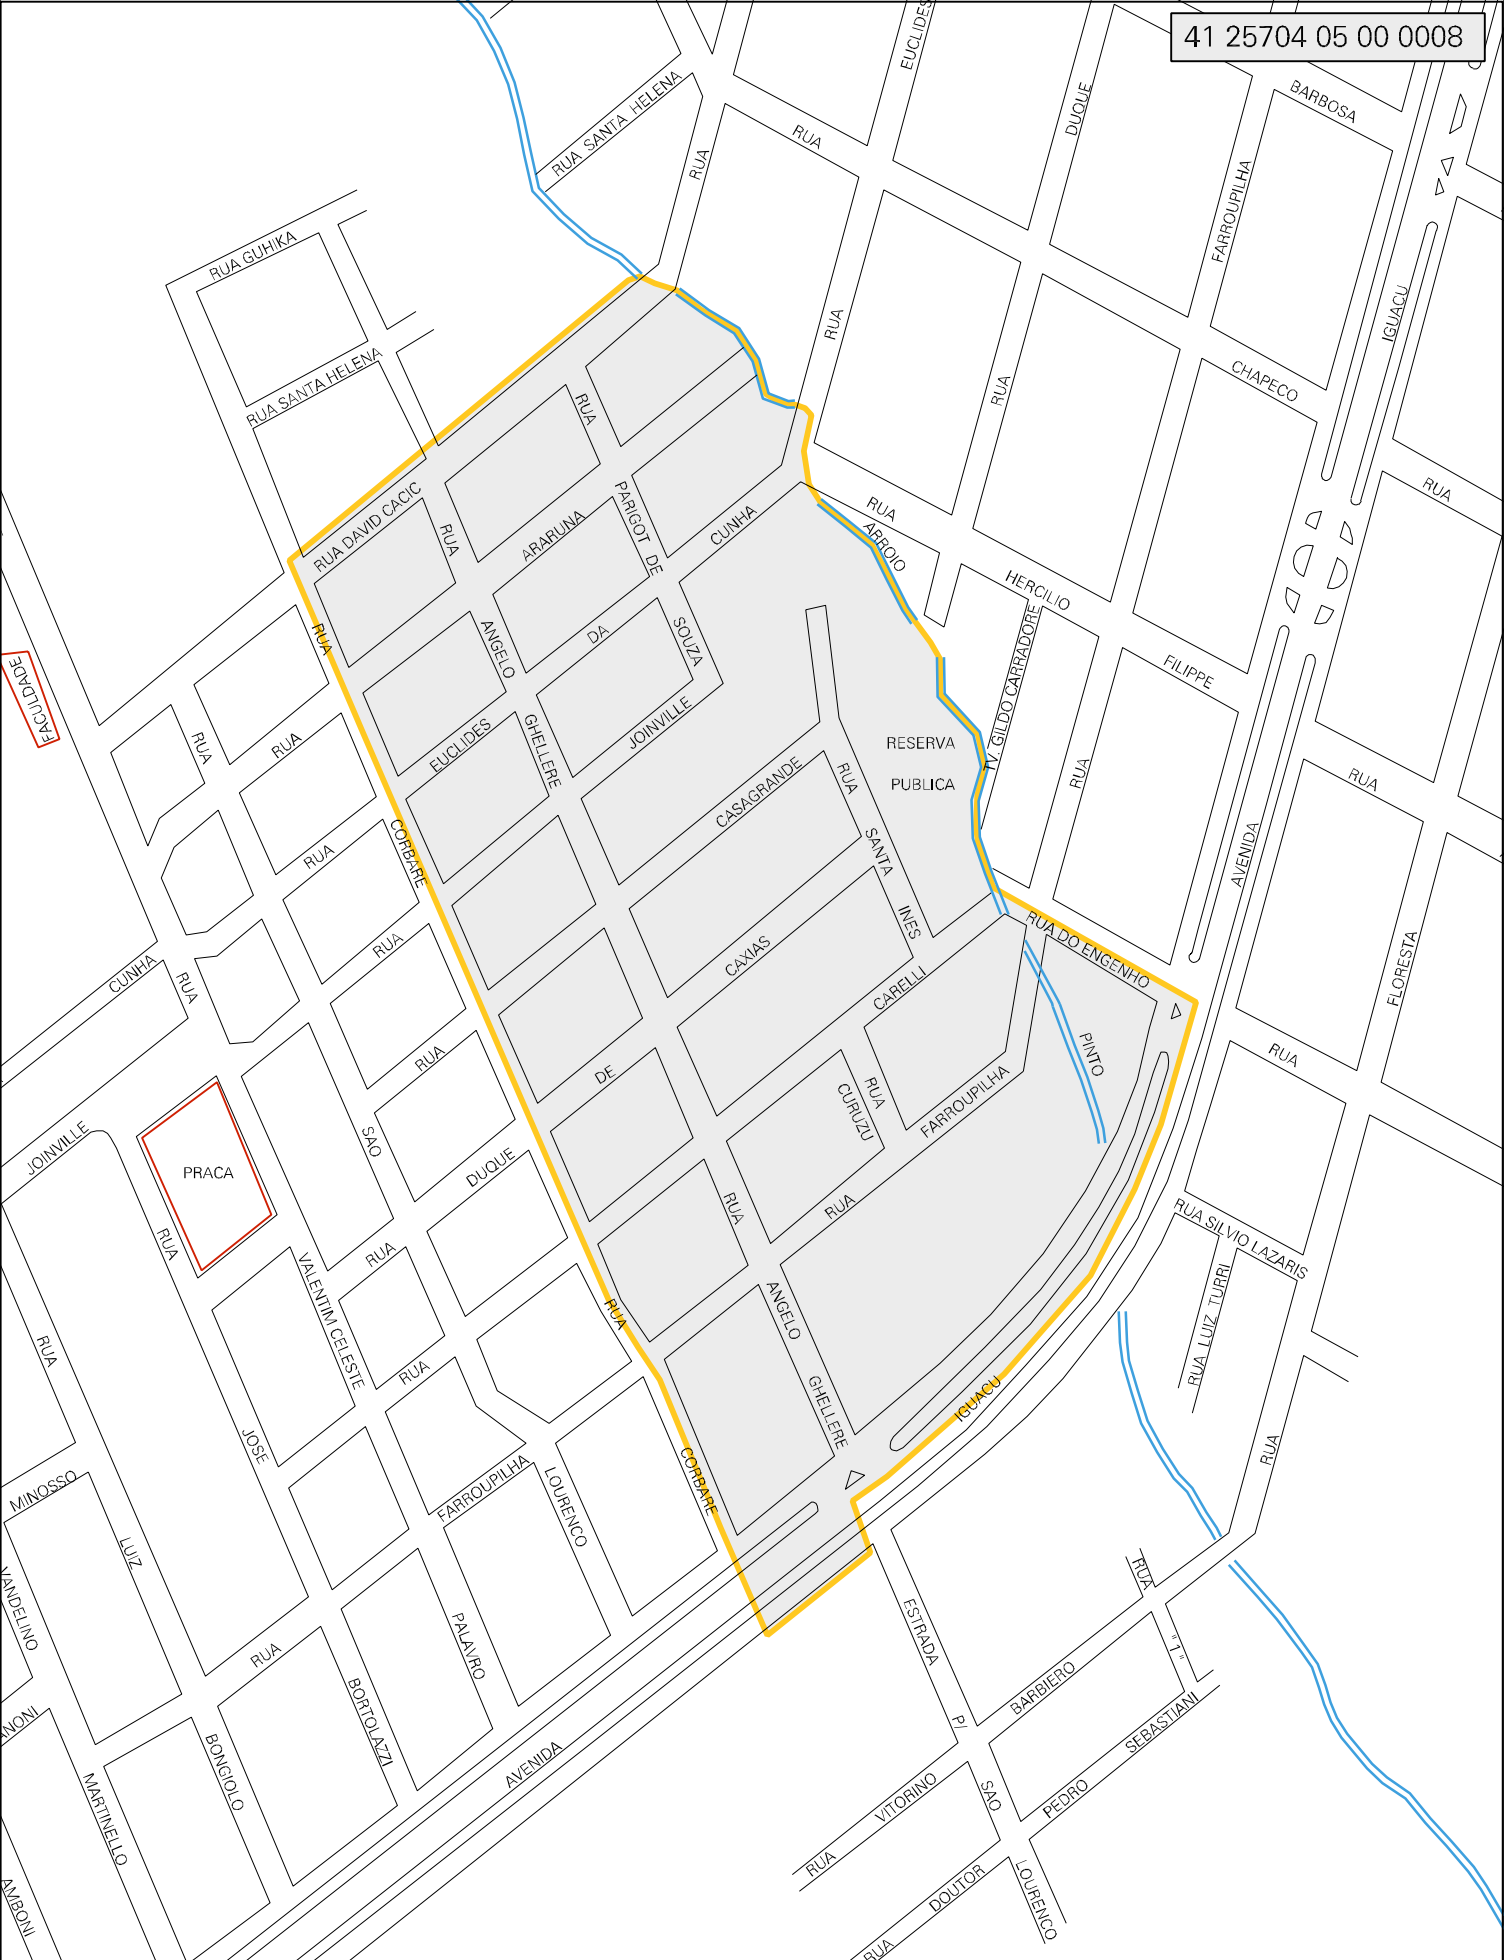 41 25704 05 00 0008
EUCLIDES
DUQUE
BARBOSA
RUA SANTA HELENA
RUA
RUA
FARROUPILHA
RUA GUHIKA
RUA
IGUACU
RUA SANTA HELENA
RUA
CHAPECO
RUA
RUA DAVID CACIC
RUA
ARARUNA
PARIGOT DE
CUNHA
RUA
ARROIO
RUA
HERCILIO
RUA
ANGELO
DA
SOUZA
TV. GILDO CARRADORE
FILIPPE
FACULDADE
RUA
RUA
EUCLIDES
GHELLERE
JOINVILLE
RESERVA
PUBLICA
CASAGRANDE
RUA
RUA
RUA
CORBARE
RUA
SANTA
AVENIDA
RUA
CAXIAS
INES
RUA DO ENGENHO
CUNHA
RUA
CARELLI
FLORESTA
RUA
DE
PINTO
RUA
JOINVILLE
SAO
CURUZU
RUA
FARROUPILHA
PRACA
DUQUE
RUA
RUA
RUA
RUA
VALENTIM CELESTE
RUA SILVIO LAZARIS
RUA
RUA
ANGELO
RUA LUIZ TURRI
RUA
RUA
GHELLERE
IGUACU
JOSE
MINOSSO
FARROUPILHA
LOURENCO
CORBARE
RUA
LUIZ
VANDELINO
RUA
PALAVRO
BORTOLAZZI
ESTRADA
RUA
"1"
BARBIERO
P/
SEBASTIANI
BONGIOLO
AVENIDA
MARTINELLO
VITORINO
SAO
PEDRO
RUA
DOUTOR
LOURENCO
AMBONI
RUA